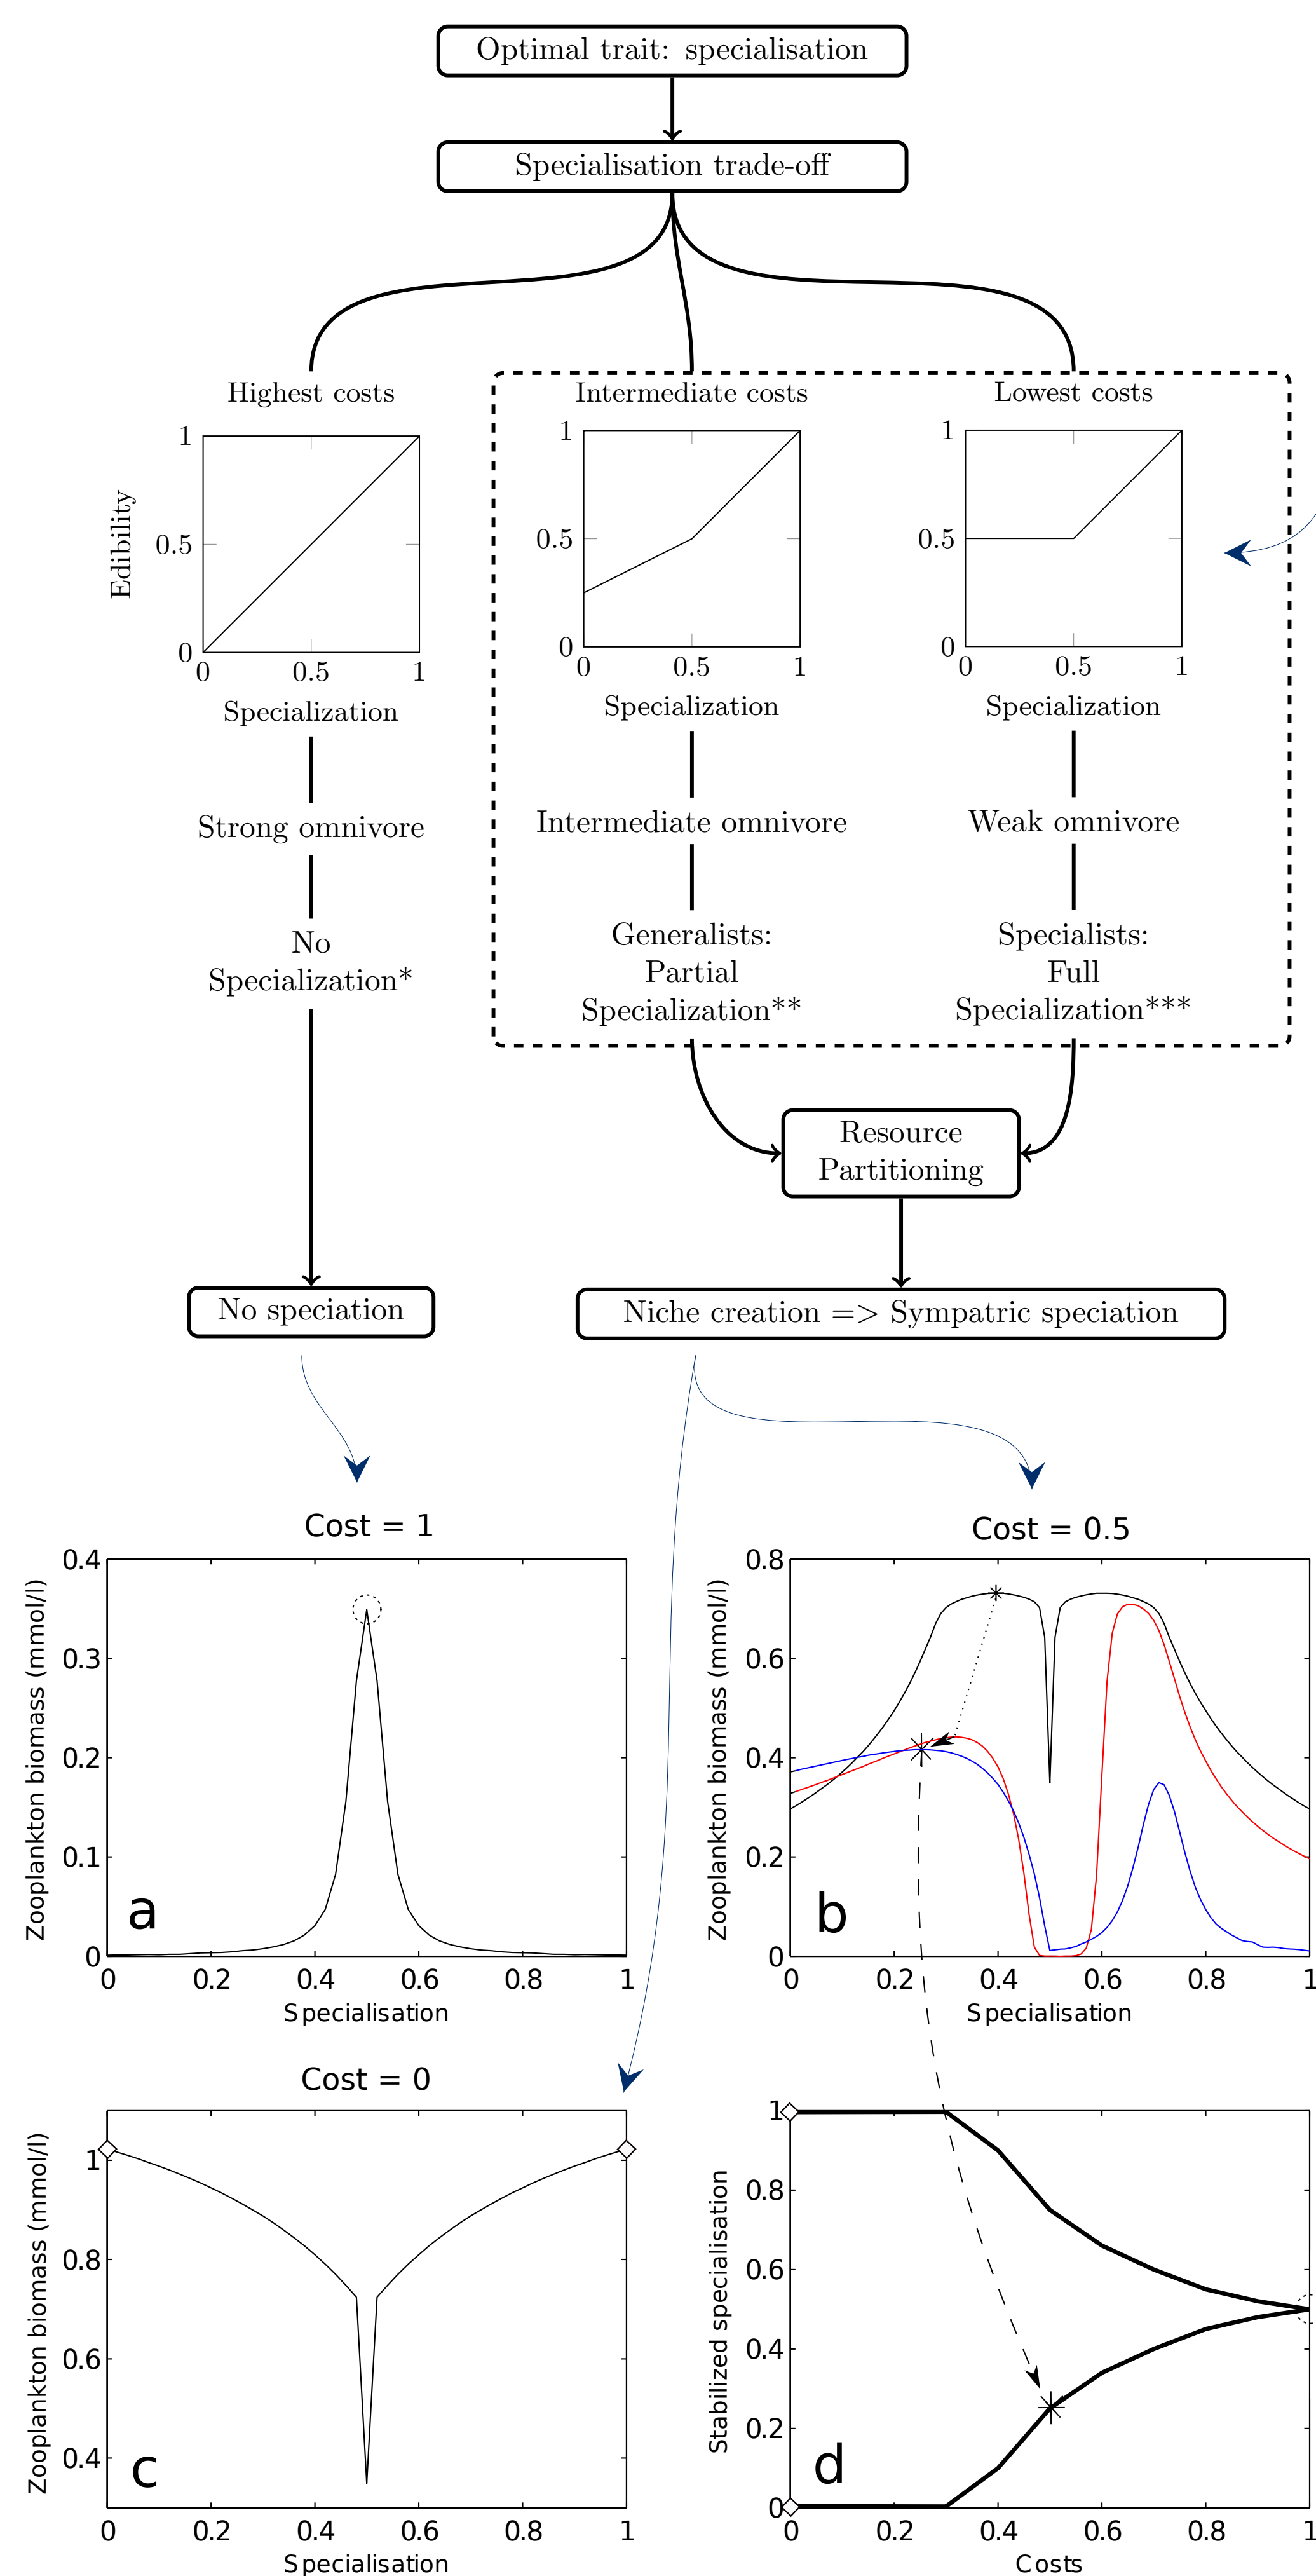 Optimal trait: specialisation
Specialisation trade-off
Highest costs
Intermediate costs
Lowest costs
1
0.5
0
Edibility
0 0.5 1
Specialization
1
0.5
0
0 0.5 1
Specialization
1
0.5
0
0 0.5 1
Specialization
Strong omnivore
Intermediate omnivore
Weak omnivore
No
Specialization*
Generalists:
Partial
Specialization**
Specialists:
Full
Specialization***
Resource
Partitioning
No speciation
Niche creation => Sympatric speciation
Cost = 1
0.4
0.3
0.2
0.1
0
Zooplankton biomass (mmol/l)
a
0 0.2 0.4 0.6 0.8 1
Specialisation
Cost = 0.5
0.8
0.6
0.4
0.2
0
Zooplankton biomass (mmol/l)
b
0 0.2 0.4 0.6 0.8 1
Specialisation
Cost = 0
1
0.8
0.6
0.4
Zooplankton biomass (mmol/l)
c
0 0.2 0.4 0.6 0.8 1
Specialisation
1
0.8
0.6
0.4
0.2
0
Stabilized specialisation
d
0 0.2 0.4 0.6 0.8 1
Costs